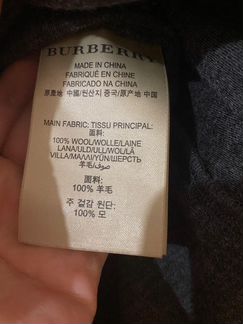 BURBERRY
MADE IN CHINA
FABRIQUÉ EN CHINE
FABRICADO NA CHINA
原產地 中國/원산지 중국/原产地 中国
MAIN FABRIC: TISSU PRINCIPAL:
面料:
100% WOOL/WOLLE/LAINE
LANA/ULD/ULL/WOL/LÃ
VILLA/ΜΑΛΛΙ/YÜN/ШЕРСТЬ
羊毛/صوف
面料:
100% 羊毛
주 겉감 원단:
100% 모